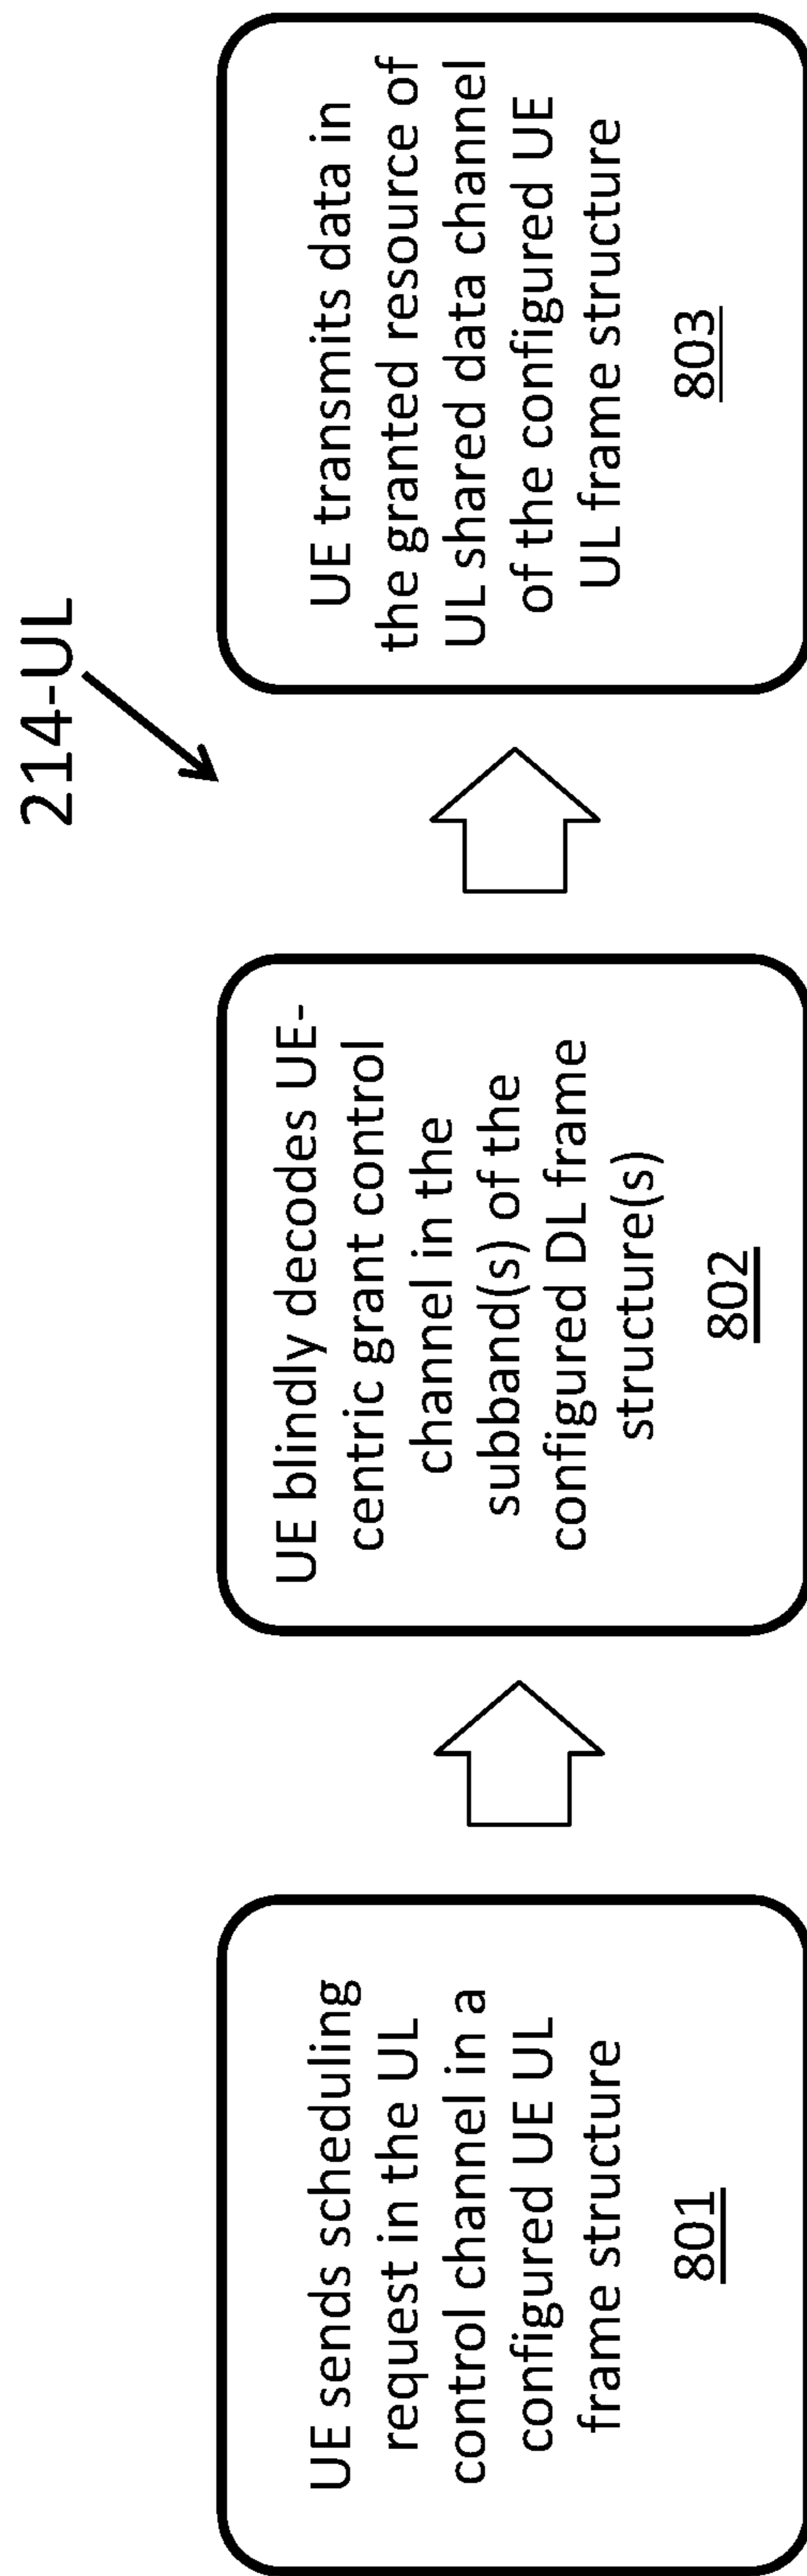 214-UL
UE sends scheduling
request in the UL
control channel in a
configured UE UL
frame structure
801
UE blindly decodes UE-
centric grant control
channel in the
subband(s) of the
configured DL frame
structure(s)
802
UE transmits data in
the granted resource of
UL shared data channel
of the configured UE
UL frame structure
803